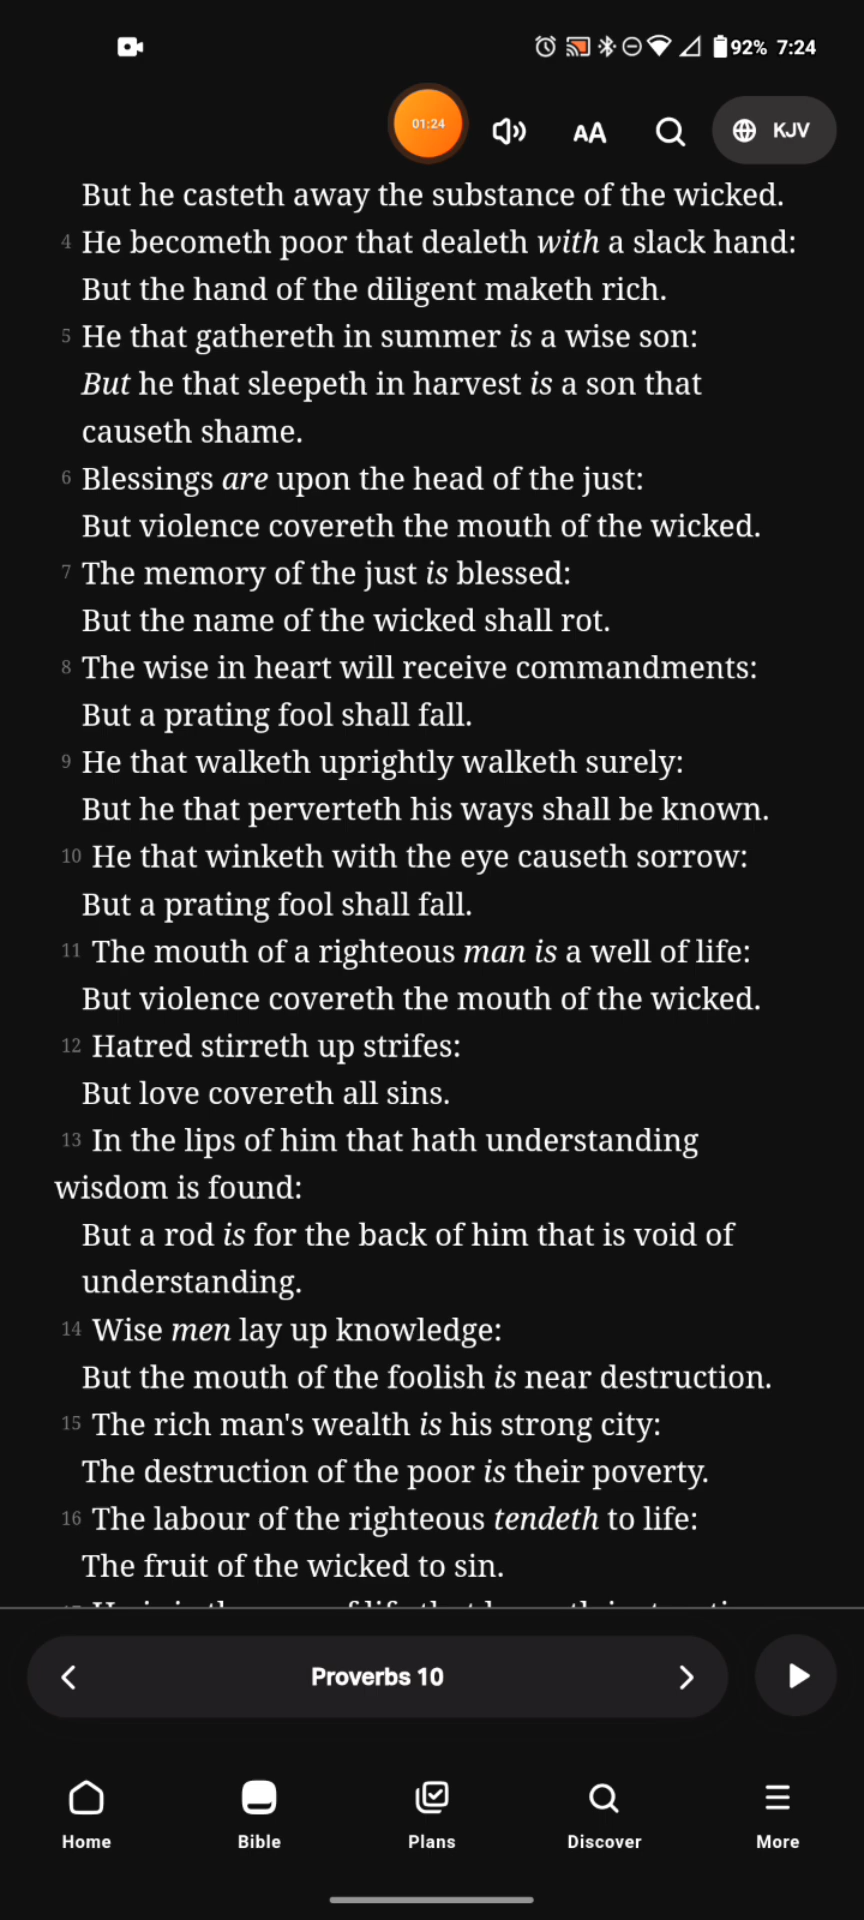 92% 7:24
01:24
AA
KJV
But he casteth away the substance of the wicked.
4 He becometh poor that dealeth with a slack hand:
But the hand of the diligent maketh rich.
5 He that gathereth in summer is a wise son:
But he that sleepeth in harvest is a son that
causeth shame.
6 Blessings are upon the head of the just:
But violence covereth the mouth of the wicked.
7 The memory of the just is blessed:
But the name of the wicked shall rot.
8 The wise in heart will receive commandments:
But a prating fool shall fall.
9 He that walketh uprightly walketh surely:
But he that perverteth his ways shall be known.
10 He that winketh with the eye causeth sorrow:
But a prating fool shall fall.
11 The mouth of a righteous man is a well of life:
But violence covereth the mouth of the wicked.
12 Hatred stirreth up strifes:
But love covereth all sins.
13 In the lips of him that hath understanding
wisdom is found:
But a rod is for the back of him that is void of
understanding.
14 Wise men lay up knowledge:
But the mouth of the foolish is near destruction.
15 The rich man's wealth is his strong city:
The destruction of the poor is their poverty.
16 The labour of the righteous tendeth to life:
The fruit of the wicked to sin.
Proverbs 10
Home
Bible
Plans
Discover
More